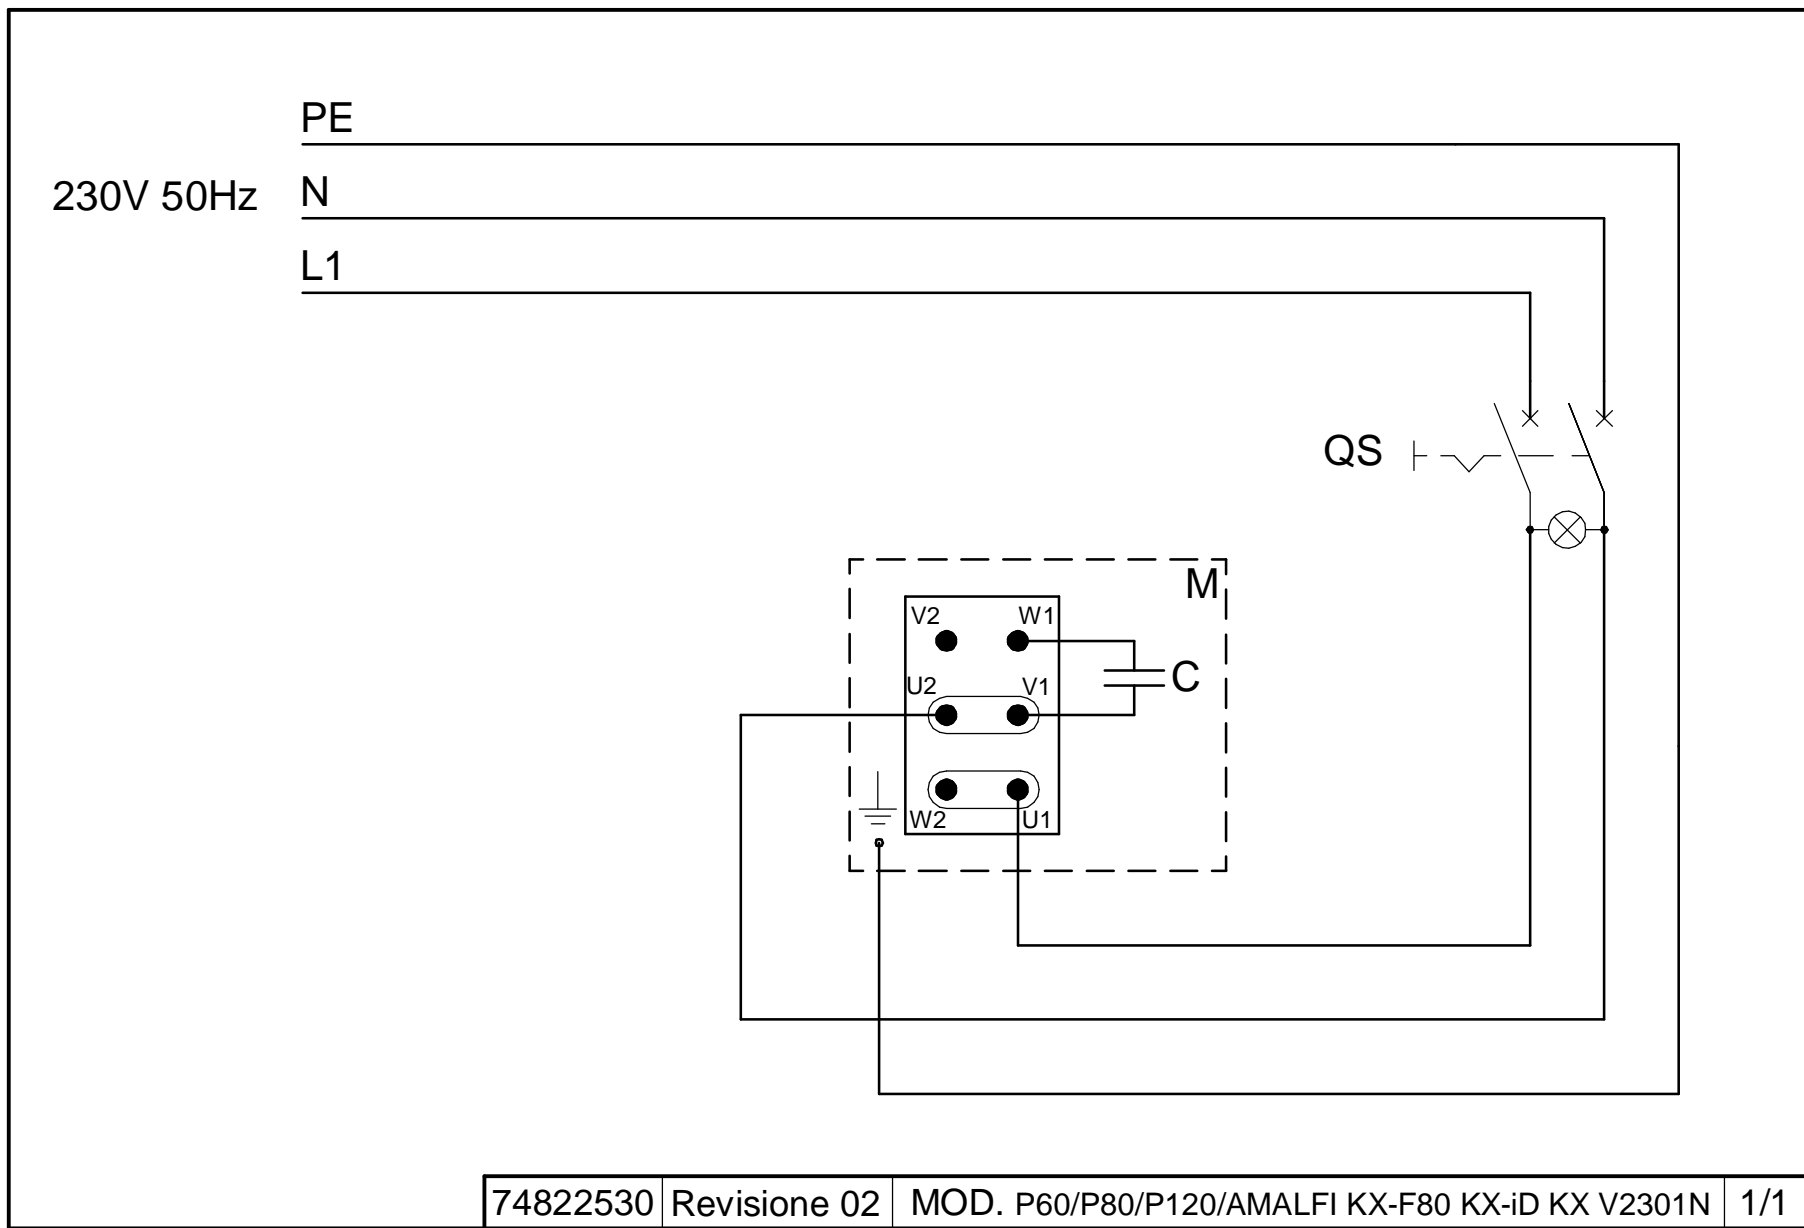 PE
230V 50Hz N
L1
QS
M
V2 W1
C
U2 V1
W2 U1
74822530 Revisione 02 MOD. P60/P80/P120/AMALFI KX-F80 KX-iD KX V2301N 1/1